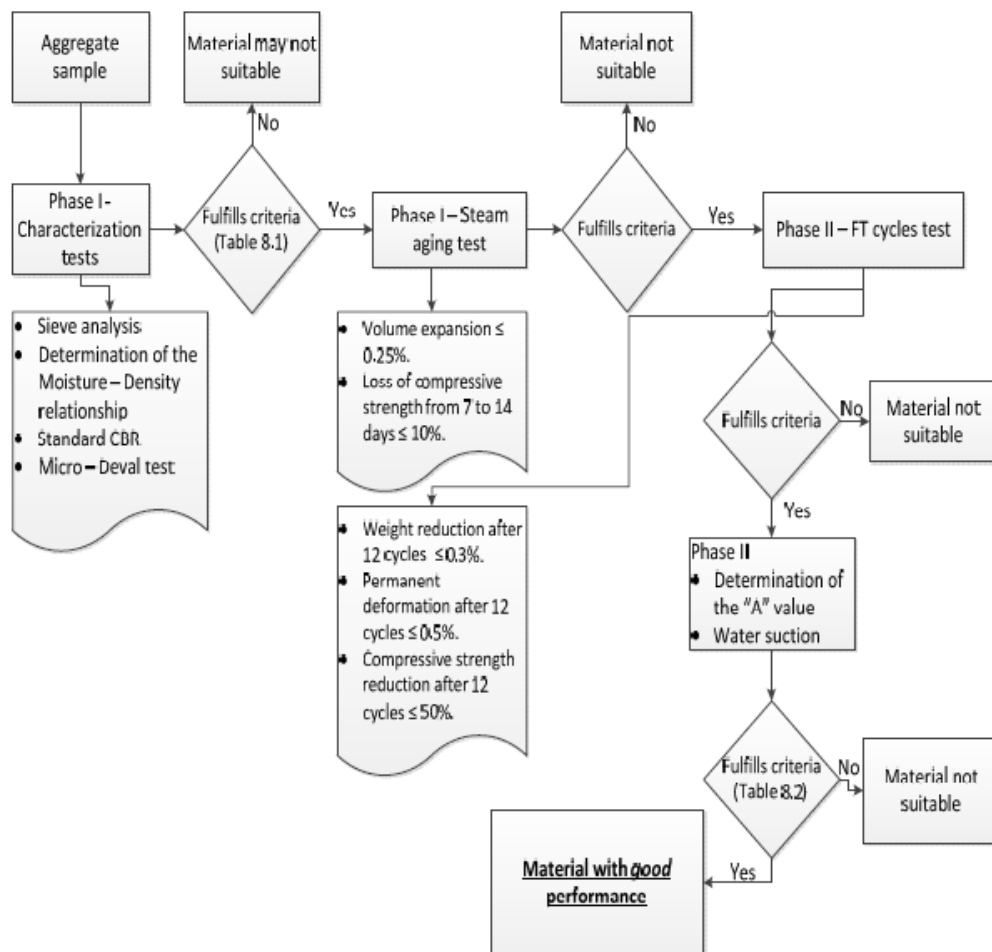 Aggregate
sample
Material may not
suitable
Material not
suitable
No
No
Phase I -
Characterization
tests
Fulfills criteria
(Table 8.1)
Yes
Phase I – Steam
aging test
Fulfills criteria
Yes
Phase II – FT cycles test
• Sieve analysis
• Determination of the
Moisture – Density
relationship
• Standard CBR
• Micro – Deval test
• Volume expansion ≤
0.25%.
• Loss of compressive
strength from 7 to 14
days ≤ 10%.
Fulfills criteria
No
Material not
suitable
Yes
• Weight reduction after
12 cycles ≤0.3%.
• Permanent
deformation after 12
cycles ≤ 0.5%.
• Compressive strength
reduction after 12
cycles ≤ 50%.
Phase II
• Determination of
the "A" value
• Water suction
Fulfills criteria
(Table 8.2)
No
Material not
suitable
Yes
Material with good
performance